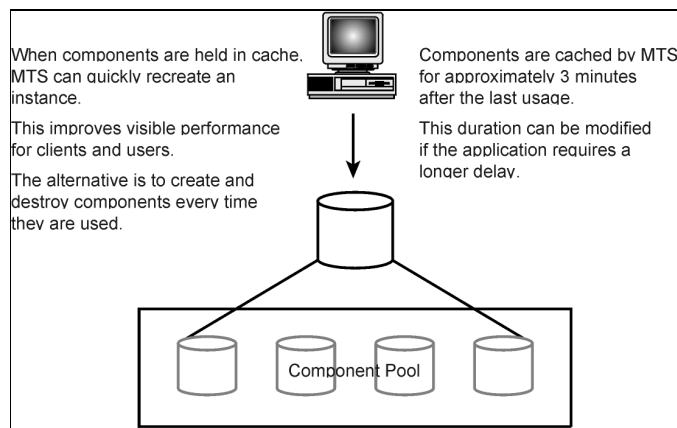 When components are held in cache,
MTS can quickly recreate an
instance.
This improves visible performance
for clients and users.
The alternative is to create and
destroy components every time
they are used.
Components are cached by MTS
for approximately 3 minutes
after the last usage.
This duration can be modified
if the application requires a
longer delay.
Component Pool